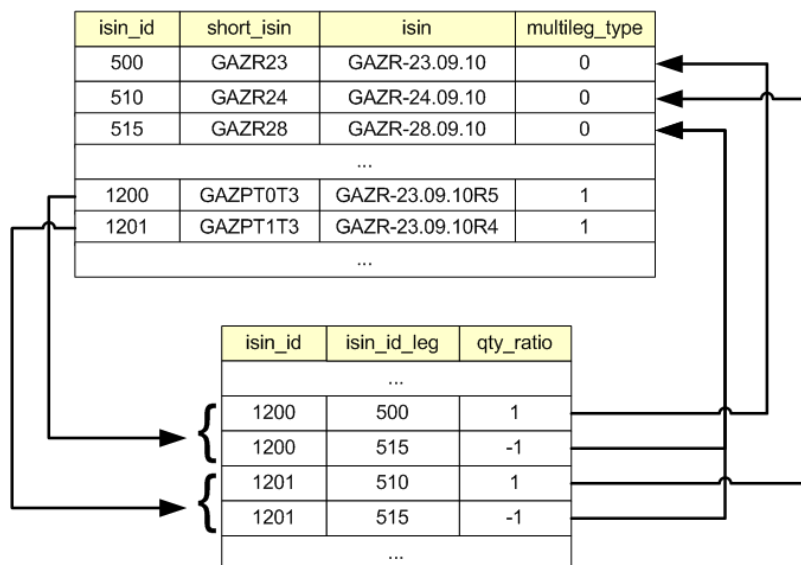 isin_id short_isin isin multileg_type
500 GAZR23 GAZR-23.09.10 0
510 GAZR24 GAZR-24.09.10 0
515 GAZR28 GAZR-28.09.10 0
...
1200 GAZPT0T3 GAZR-23.09.10R5 1
1201 GAZPT1T3 GAZR-23.09.10R4 1
...
isin_id isin_id_leg qty_ratio
...
1200 500 1
1200 515 -1
1201 510 1
1201 515 -1
...